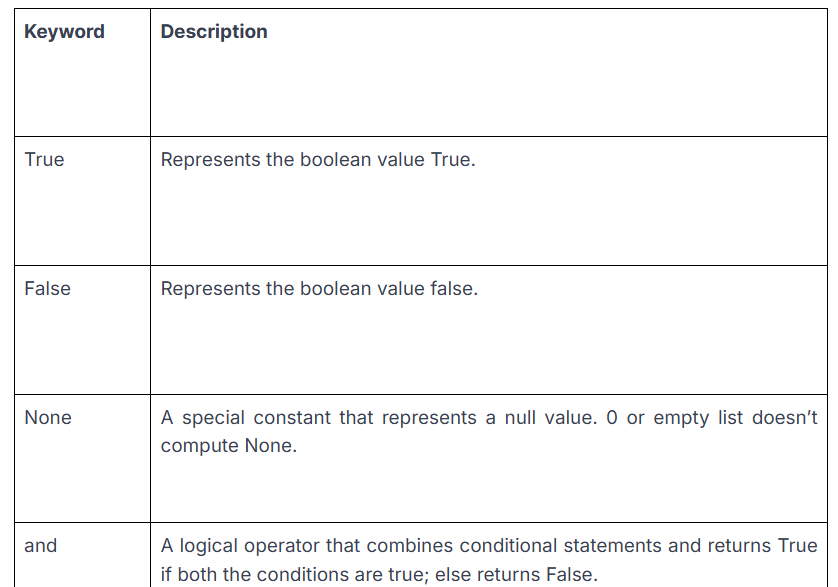 Keyword Description
True Represents the boolean value True.
False Represents the boolean value false.
None A special constant that represents a null value. 0 or empty list doesn’t
compute None.
and A logical operator that combines conditional statements and returns True
if both the conditions are true; else returns False.